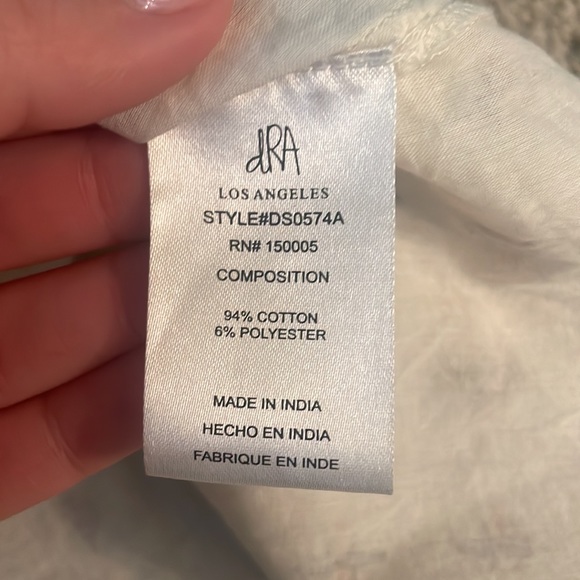 dRA
LOS ANGELES
STYLE#DS0574A
RN# 150005
COMPOSITION
94% COTTON
6% POLYESTER
MADE IN INDIA
HECHO EN INDIA
FABRIQUE EN INDE